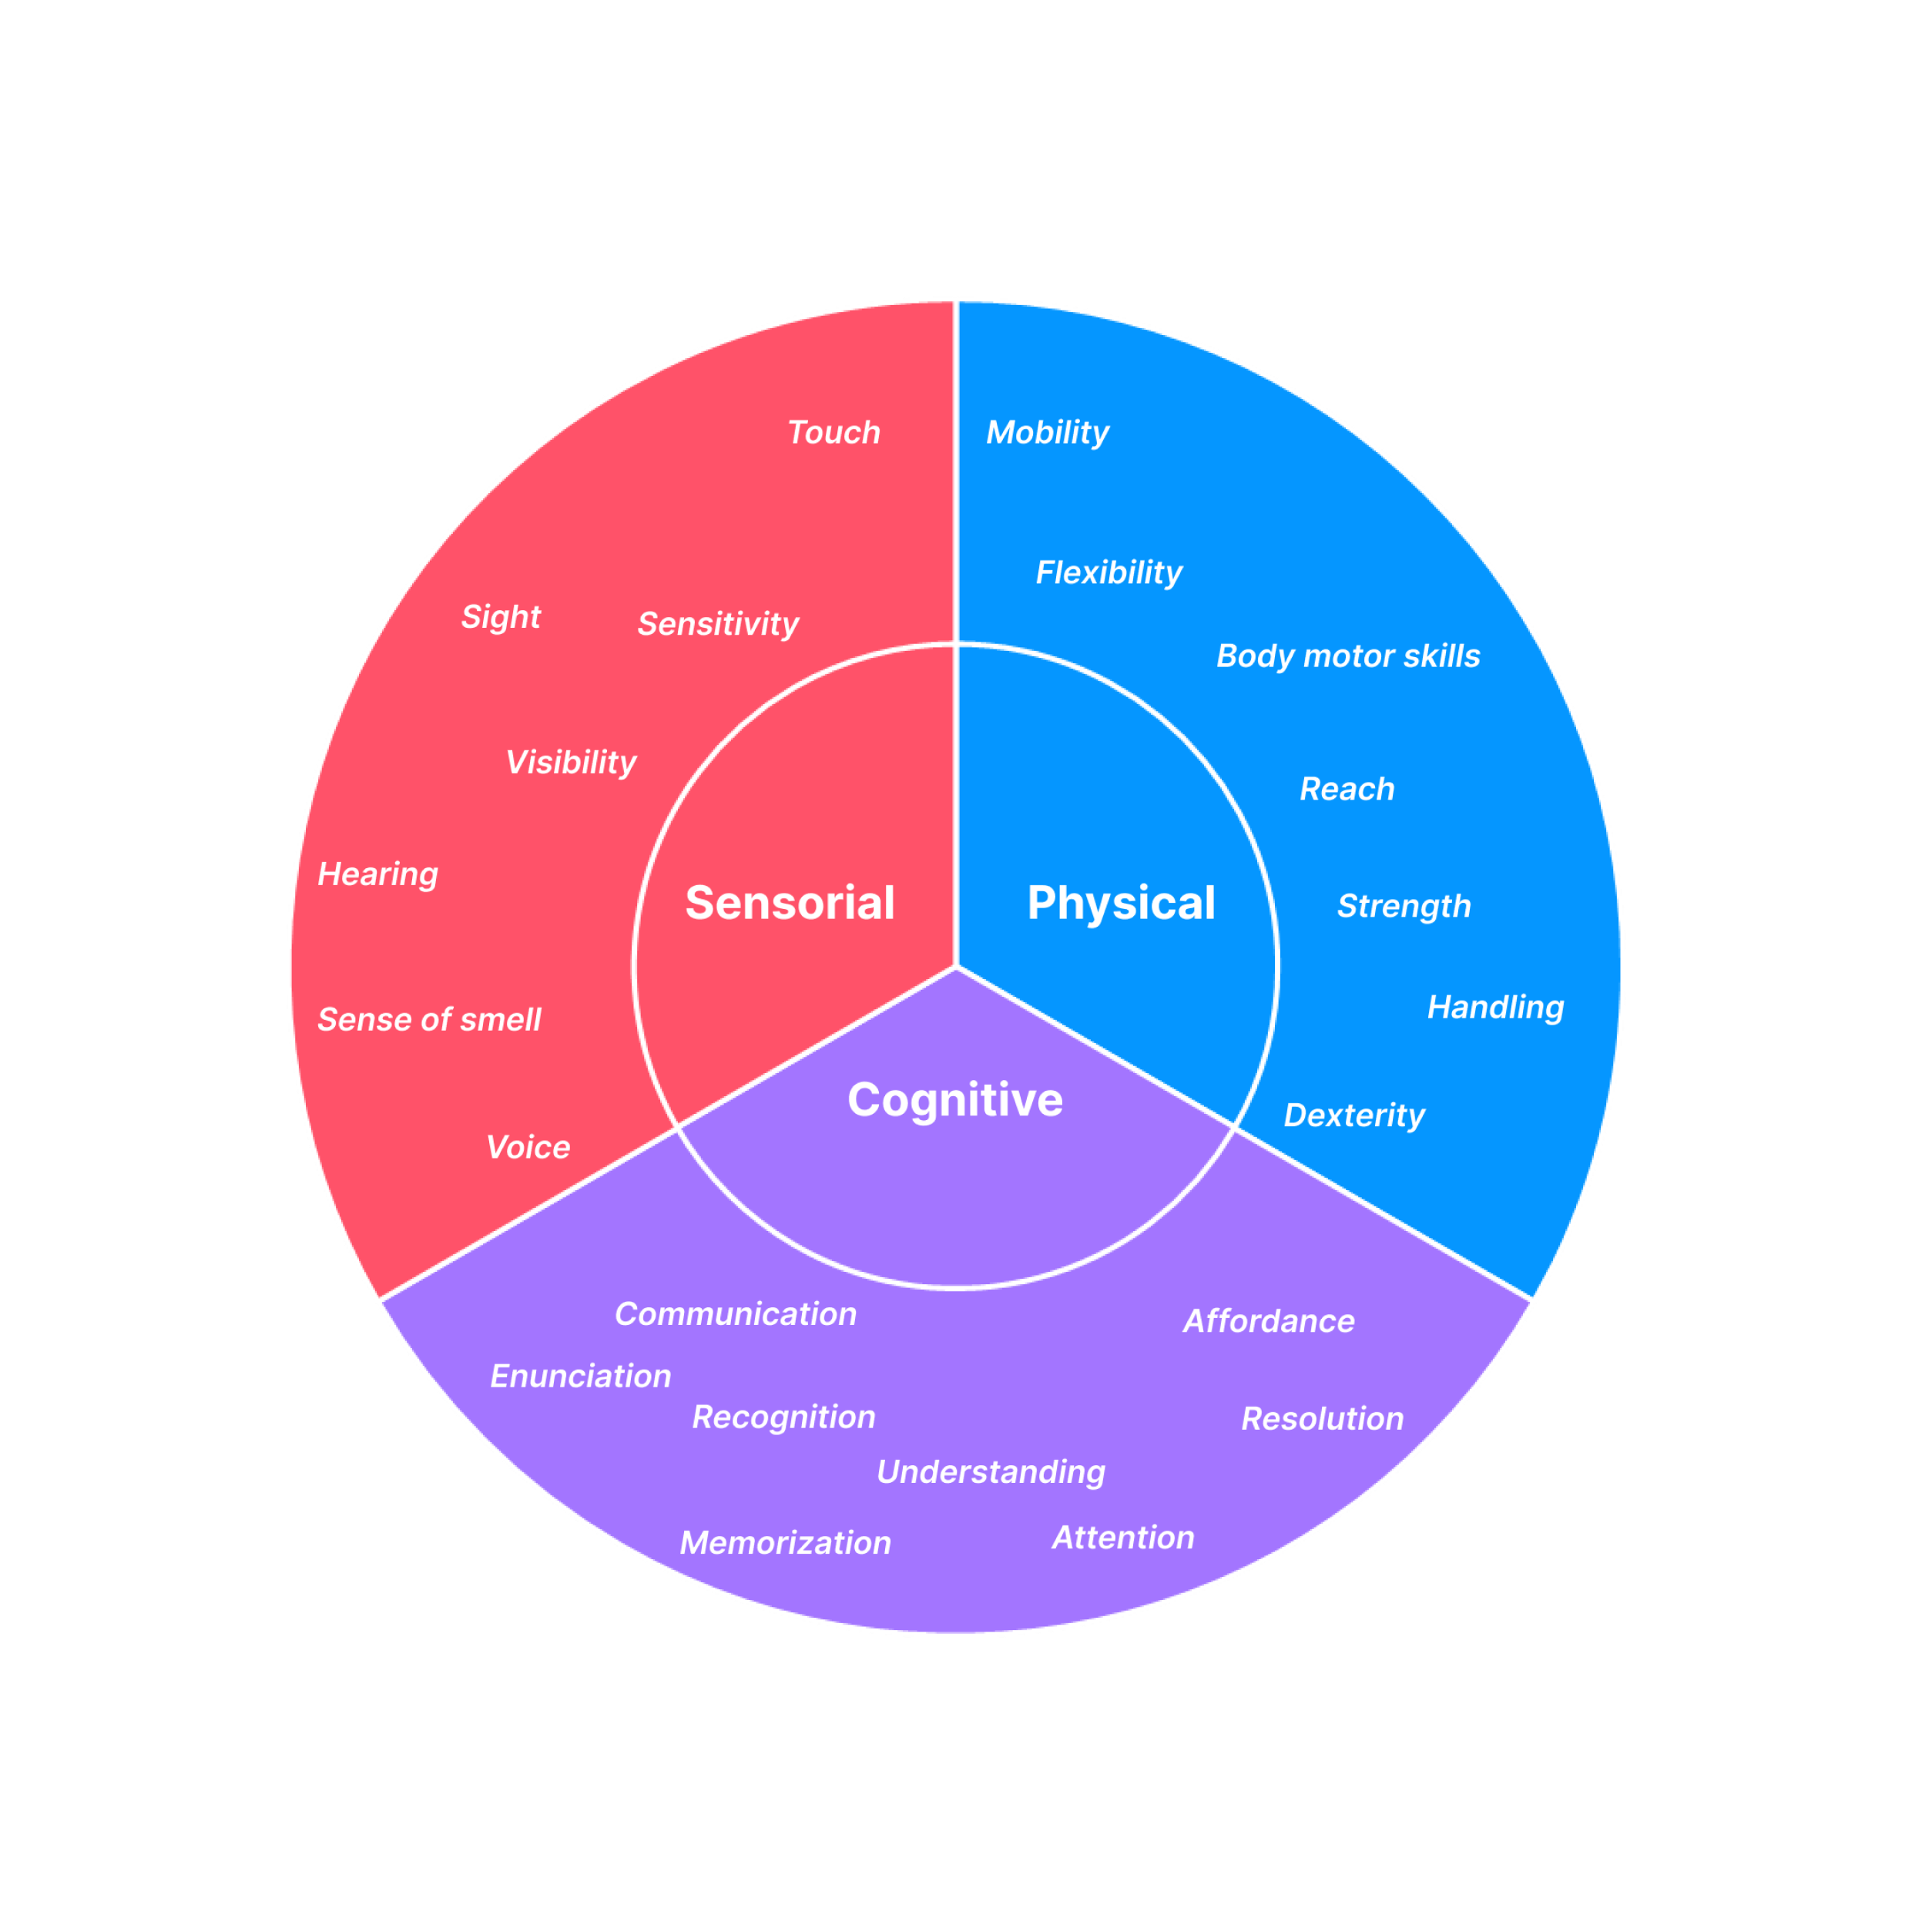 Touch
Sight
Sensitivity
Visibility
Hearing
Sense of smell
Voice
Sensorial
Mobility
Flexibility
Body motor skills
Reach
Strength
Handling
Dexterity
Physical
Cognitive
Communication
Enunciation
Recognition
Understanding
Memorization
Attention
Affordance
Resolution